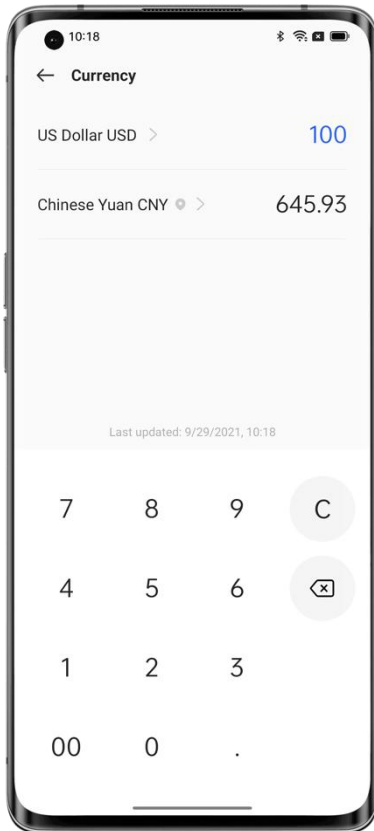 10:18
← Currency
US Dollar USD > 100
Chinese Yuan CNY > 645.93
Last updated: 9/29/2021, 10:18
7 8 9 C
4 5 6
1 2 3
00 0 .